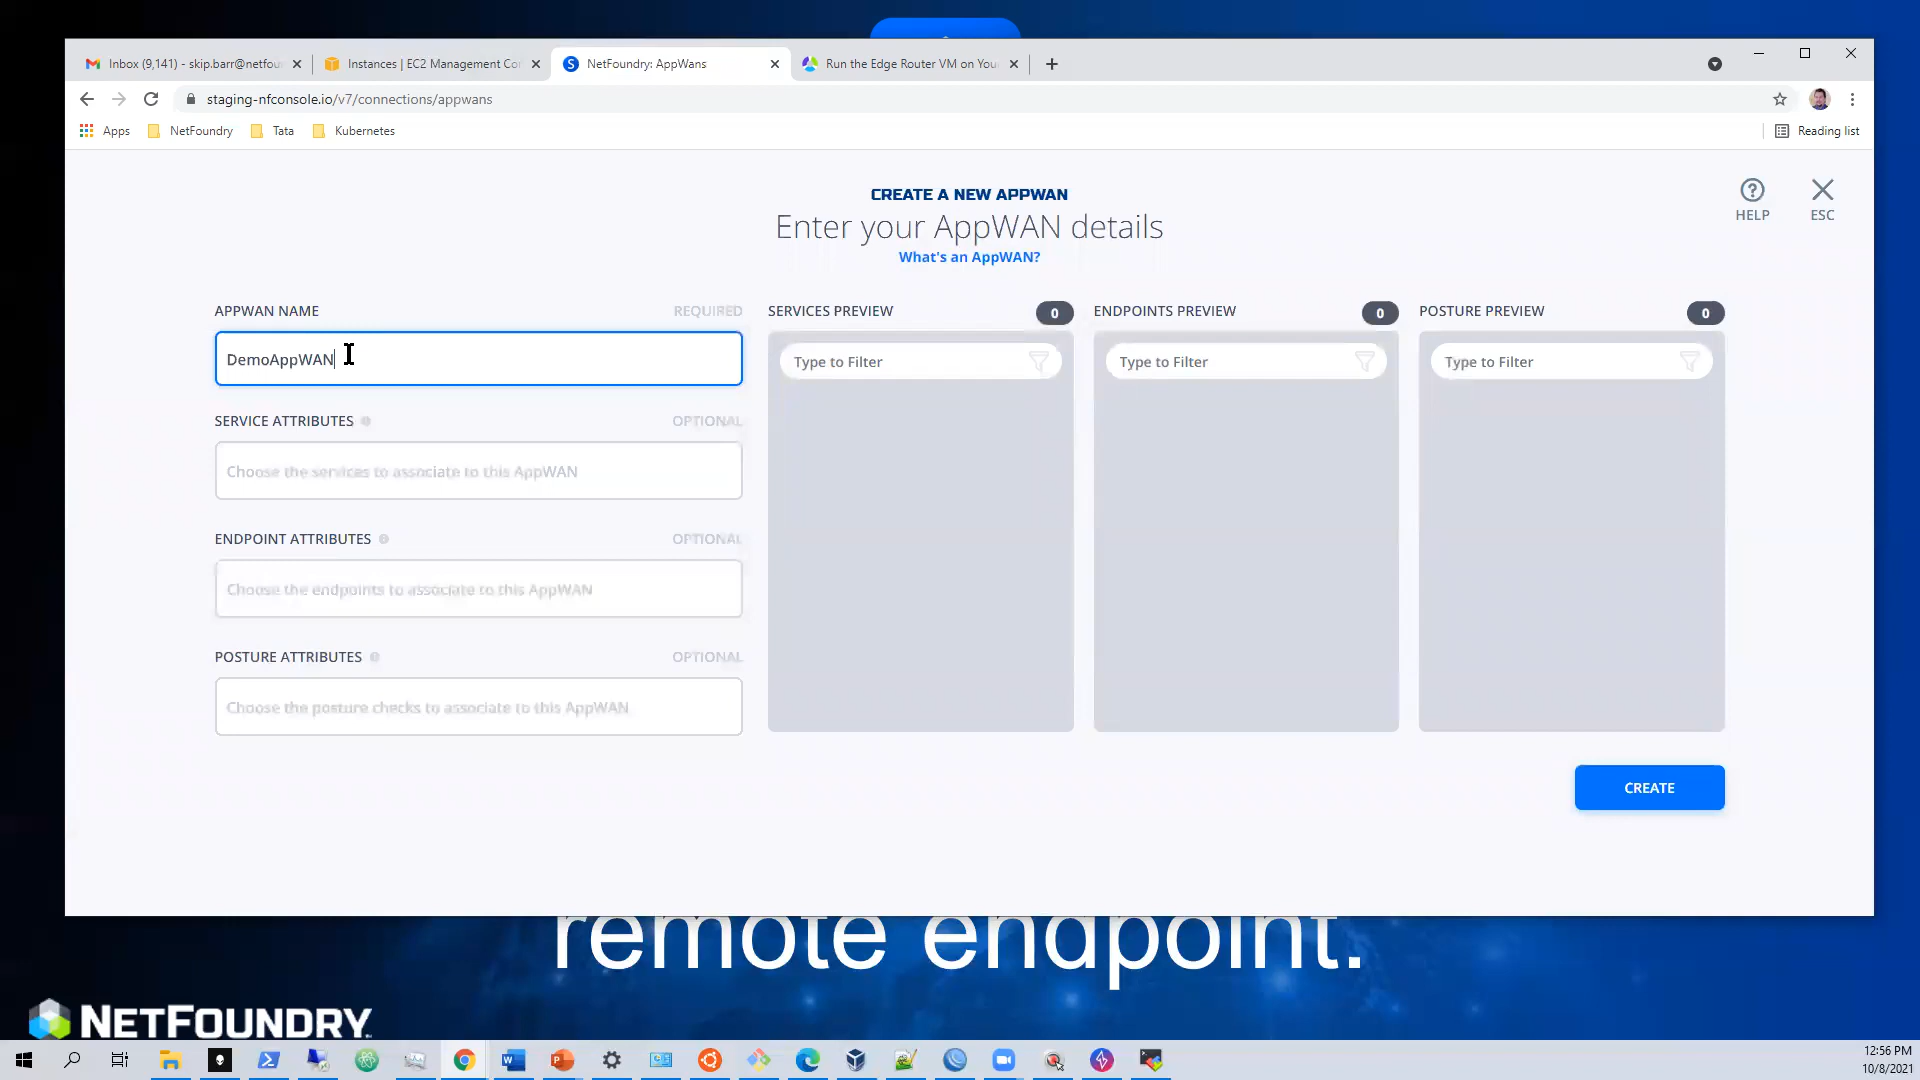 Inbox (9,141) - skip.barr@netfou
Instances | EC2 Management Co
NetFoundry: AppWans
Run the Edge Router VM on You
staging-nfconsole.io/v7/connections/appwans
Apps
NetFoundry
Tata
Kubernetes
Reading list
CREATE A NEW APPWAN
Enter your AppWAN details
What's an AppWAN?
HELP
ESC
APPWAN NAME
REQUIRED
DemoAppWAN
SERVICE ATTRIBUTES
OPTIONAL
Choose the services to associate to this AppWAN
ENDPOINT ATTRIBUTES
OPTIONAL
Choose the endpoints to associate to this AppWAN
POSTURE ATTRIBUTES
OPTIONAL
Choose the posture checks to associate to this AppWAN
SERVICES PREVIEW
0
Type to Filter
ENDPOINTS PREVIEW
0
Type to Filter
POSTURE PREVIEW
0
Type to Filter
CREATE
remote endpoint.
NETFOUNDRY
12:56 PM
10/8/2021